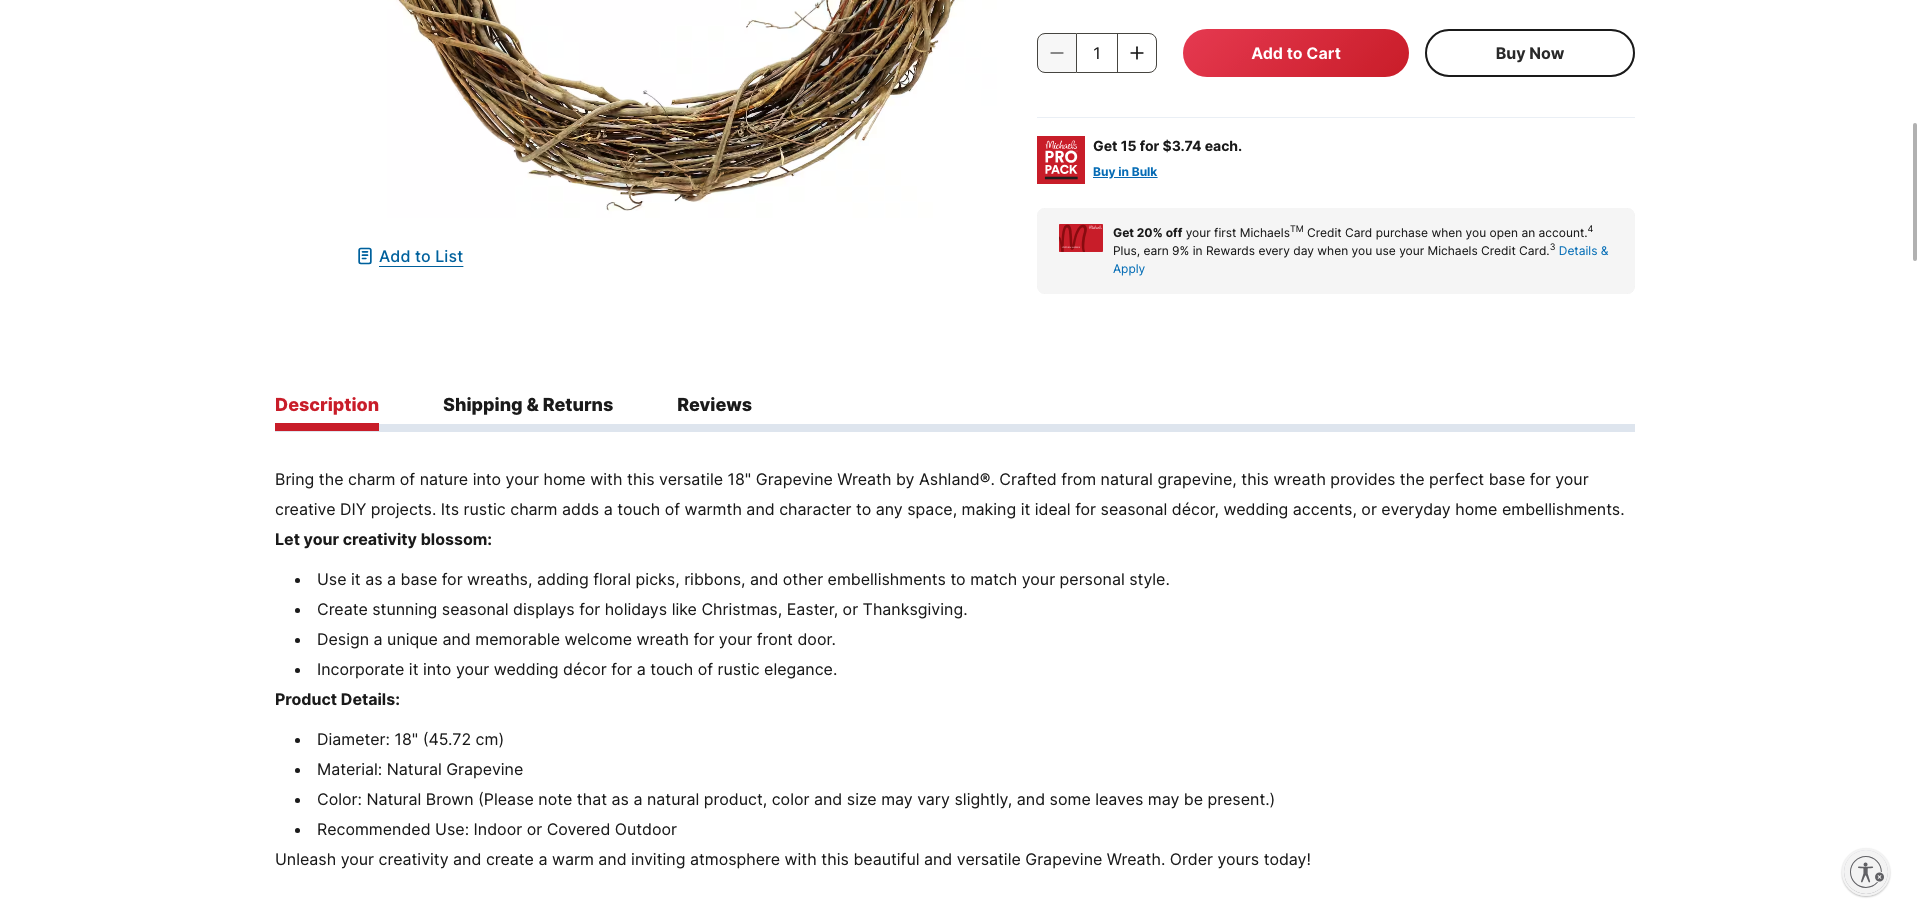 1
Add to Cart
Buy Now
Michaels
PRO
PACK
Get 15 for $3.74 each.
Buy in Bulk
Get 20% off your first Michaels™ Credit Card purchase when you open an account.4
Plus, earn 9% in Rewards every day when you use your Michaels Credit Card.3 Details &
Apply
Add to List
Description
Shipping & Returns
Reviews
Bring the charm of nature into your home with this versatile 18" Grapevine Wreath by Ashland®. Crafted from natural grapevine, this wreath provides the perfect base for your
creative DIY projects. Its rustic charm adds a touch of warmth and character to any space, making it ideal for seasonal décor, wedding accents, or everyday home embellishments.
Let your creativity blossom:
Use it as a base for wreaths, adding floral picks, ribbons, and other embellishments to match your personal style.
Create stunning seasonal displays for holidays like Christmas, Easter, or Thanksgiving.
Design a unique and memorable welcome wreath for your front door.
Incorporate it into your wedding décor for a touch of rustic elegance.
Product Details:
Diameter: 18" (45.72 cm)
Material: Natural Grapevine
Color: Natural Brown (Please note that as a natural product, color and size may vary slightly, and some leaves may be present.)
Recommended Use: Indoor or Covered Outdoor
Unleash your creativity and create a warm and inviting atmosphere with this beautiful and versatile Grapevine Wreath. Order yours today!